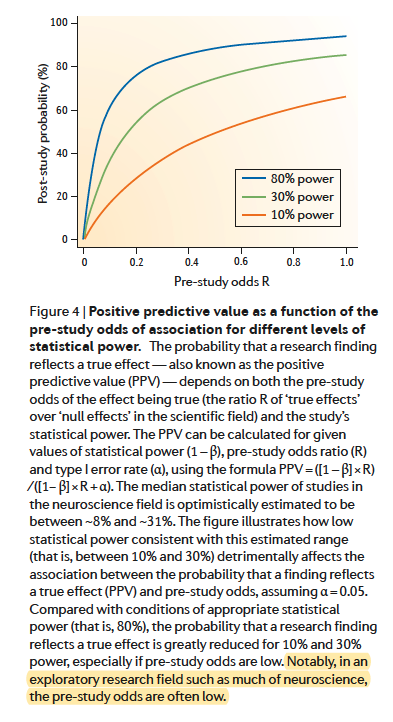 100
80
60
40
20
0
Post-study probability (%)
80% power
30% power
10% power
0 0.2 0.4 0.6 0.8 1.0
Pre-study odds R
Figure 4 | Positive predictive value as a function of the
pre-study odds of association for different levels of
statistical power. The probability that a research finding
reflects a true effect — also known as the positive
predictive value (PPV) — depends on both the pre-study
odds of the effect being true (the ratio R of ‘true effects’
over ‘null effects’ in the scientific field) and the study’s
statistical power. The PPV can be calculated for given
values of statistical power (1 – β), pre-study odds ratio (R)
and type I error rate (α), using the formula PPV = ([1 – β] × R)
⁄([1– β] × R + α). The median statistical power of studies in
the neuroscience field is optimistically estimated to be
between ~8% and ~31%. The figure illustrates how low
statistical power consistent with this estimated range
(that is, between 10% and 30%) detrimentally affects the
association between the probability that a finding reflects
a true effect (PPV) and pre-study odds, assuming α = 0.05.
Compared with conditions of appropriate statistical
power (that is, 80%), the probability that a research finding
reflects a true effect is greatly reduced for 10% and 30%
power, especially if pre-study odds are low. Notably, in an
exploratory research field such as much of neuroscience,
the pre-study odds are often low.